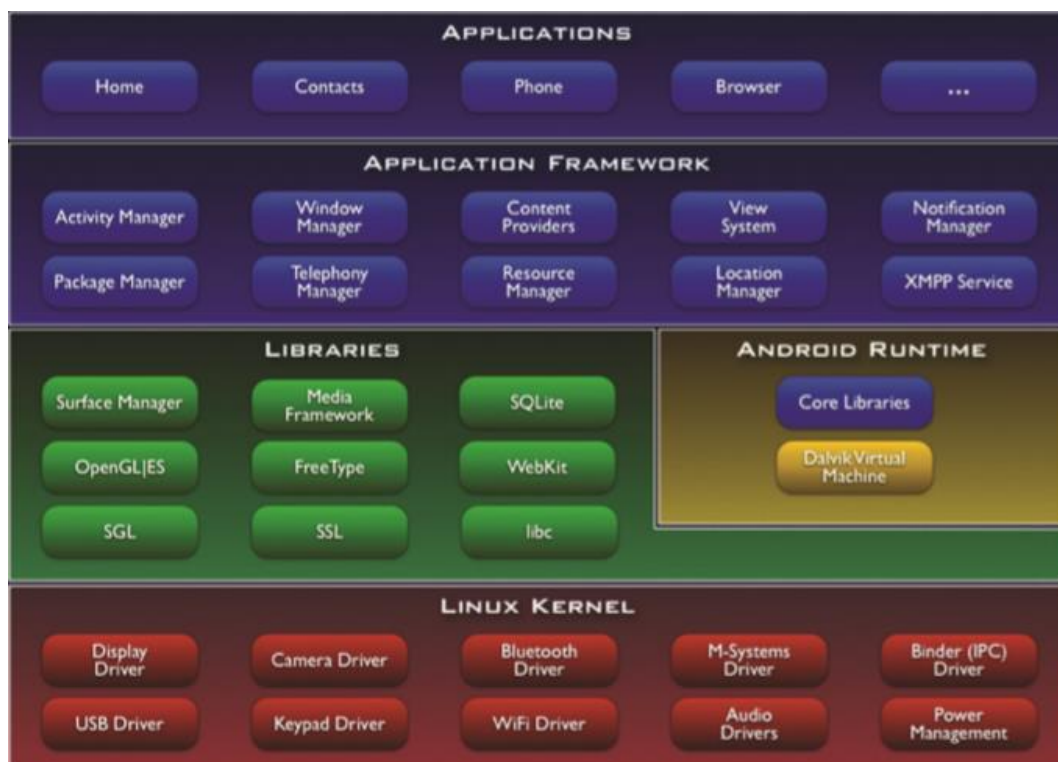 APPLICATIONS
Home
Contacts
Phone
Browser
...
APPLICATION FRAMEWORK
Activity Manager
Window
Manager
Content
Providers
View
System
Notification
Manager
Package Manager
Telephony
Manager
Resource
Manager
Location
Manager
XMPP Service
LIBRARIES
Surface Manager
Media
Framework
SQLite
OpenGL|ES
FreeType
WebKit
SGL
SSL
libc
ANDROID RUNTIME
Core Libraries
Dalvik Virtual
Machine
LINUX KERNEL
Display
Driver
Camera Driver
Bluetooth
Driver
M-Systems
Driver
Binder (IPC)
Driver
USB Driver
Keypad Driver
WiFi Driver
Audio
Drivers
Power
Management